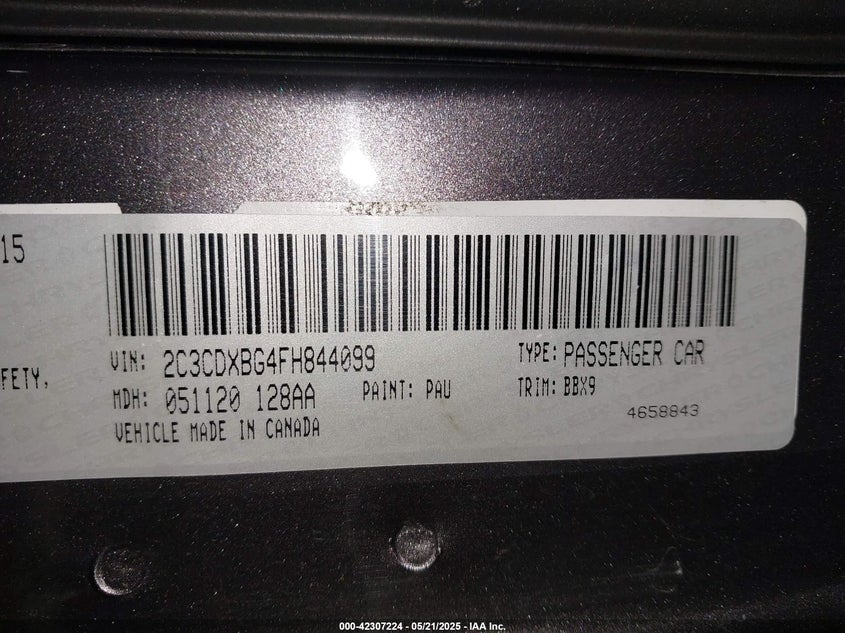 15
VIN: 2C3CDXBG4FH844099
TYPE: PASSENGER CAR
FETY,
MDH: 051120 128AA
PAINT: PAU
TRIM: BBX9
4658843
VEHICLE MADE IN CANADA
000-42307224 - 05/21/2025 - IAA Inc.